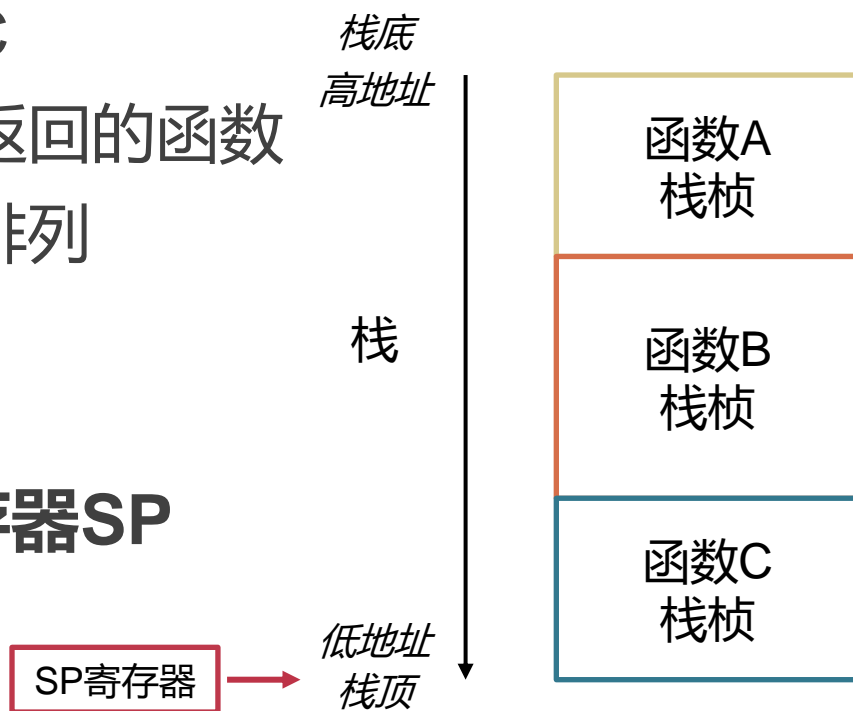 C
返回的函数
排列
存器SP
栈底
高地址
栈
低地址
栈顶
SP寄存器
函数A
栈桢
函数B
栈桢
函数C
栈桢